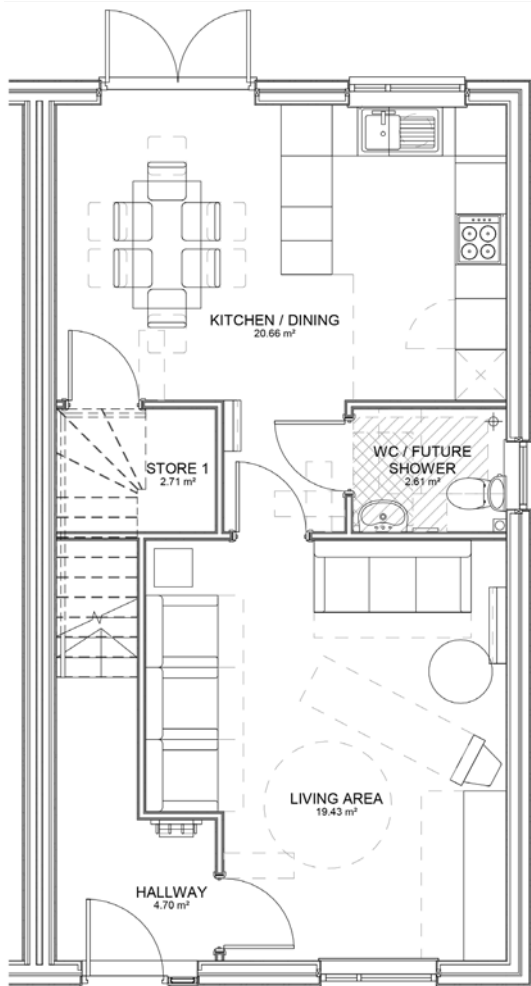 KITCHEN / DINING
20.66 m²
STORE 1
2.71 m²
WC / FUTURE
SHOWER
2.61 m²
LIVING AREA
19.43 m²
HALLWAY
4.70 m²